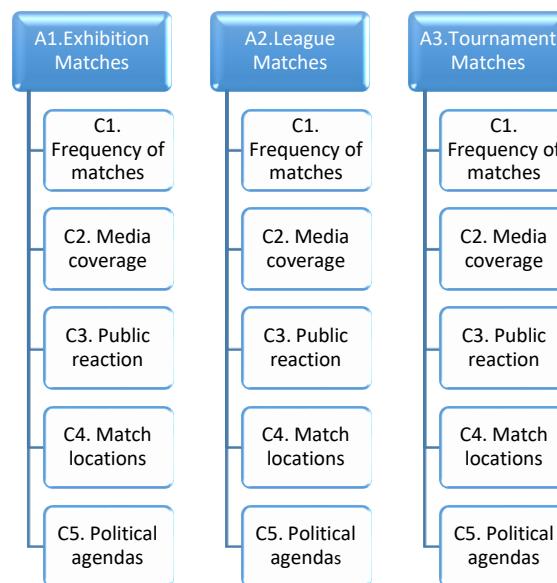 A1.Exhibition
Matches
C1.
Frequency of
matches
C2. Media
coverage
C3. Public
reaction
C4. Match
locations
C5. Political
agendas
A2.League
Matches
C1.
Frequency of
matches
C2. Media
coverage
C3. Public
reaction
C4. Match
locations
C5. Political
agendas
A3.Tournament
Matches
C1.
Frequency of
matches
C2. Media
coverage
C3. Public
reaction
C4. Match
locations
C5. Political
agendas